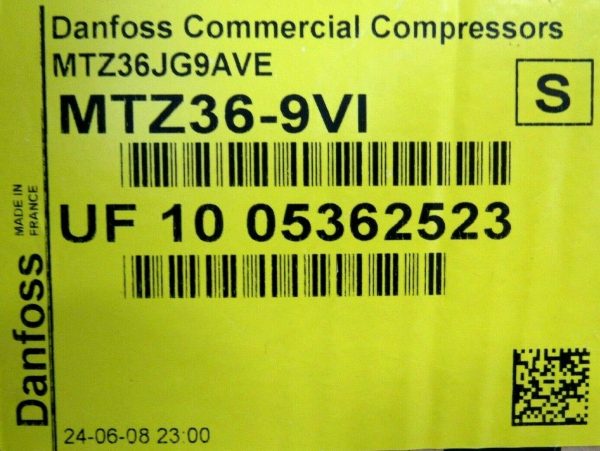 Danfoss Commercial Compressors
MTZ36JG9AVE
MTZ36-9VI
S
UF 10 05362523
Danfoss
MADE IN
FRANCE
24-06-08 23:00